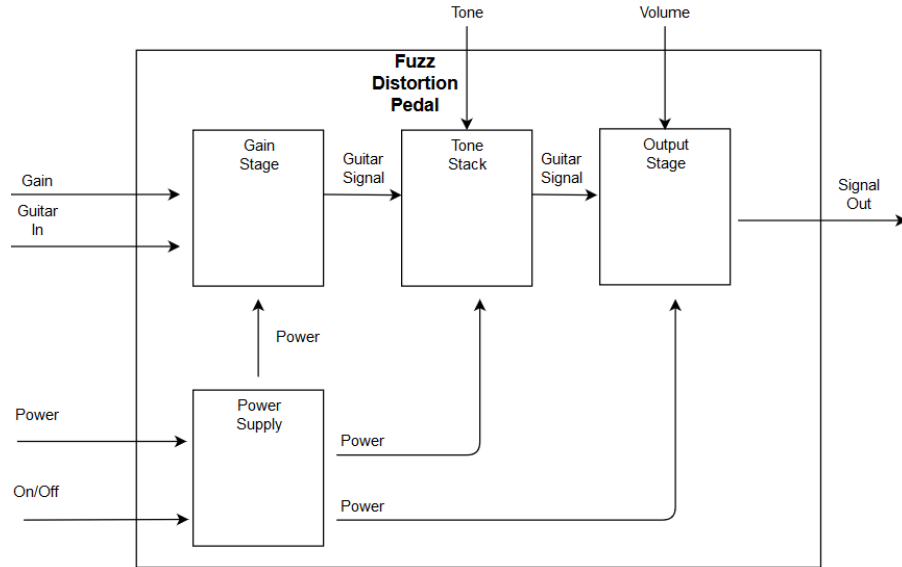 Tone
Volume
Fuzz
Distortion
Pedal
Gain
Stage
Guitar
Signal
Tone
Stack
Guitar
Signal
Output
Stage
Gain
Guitar
In
Signal
Out
Power
Power
Supply
Power
On/Off
Power
Power